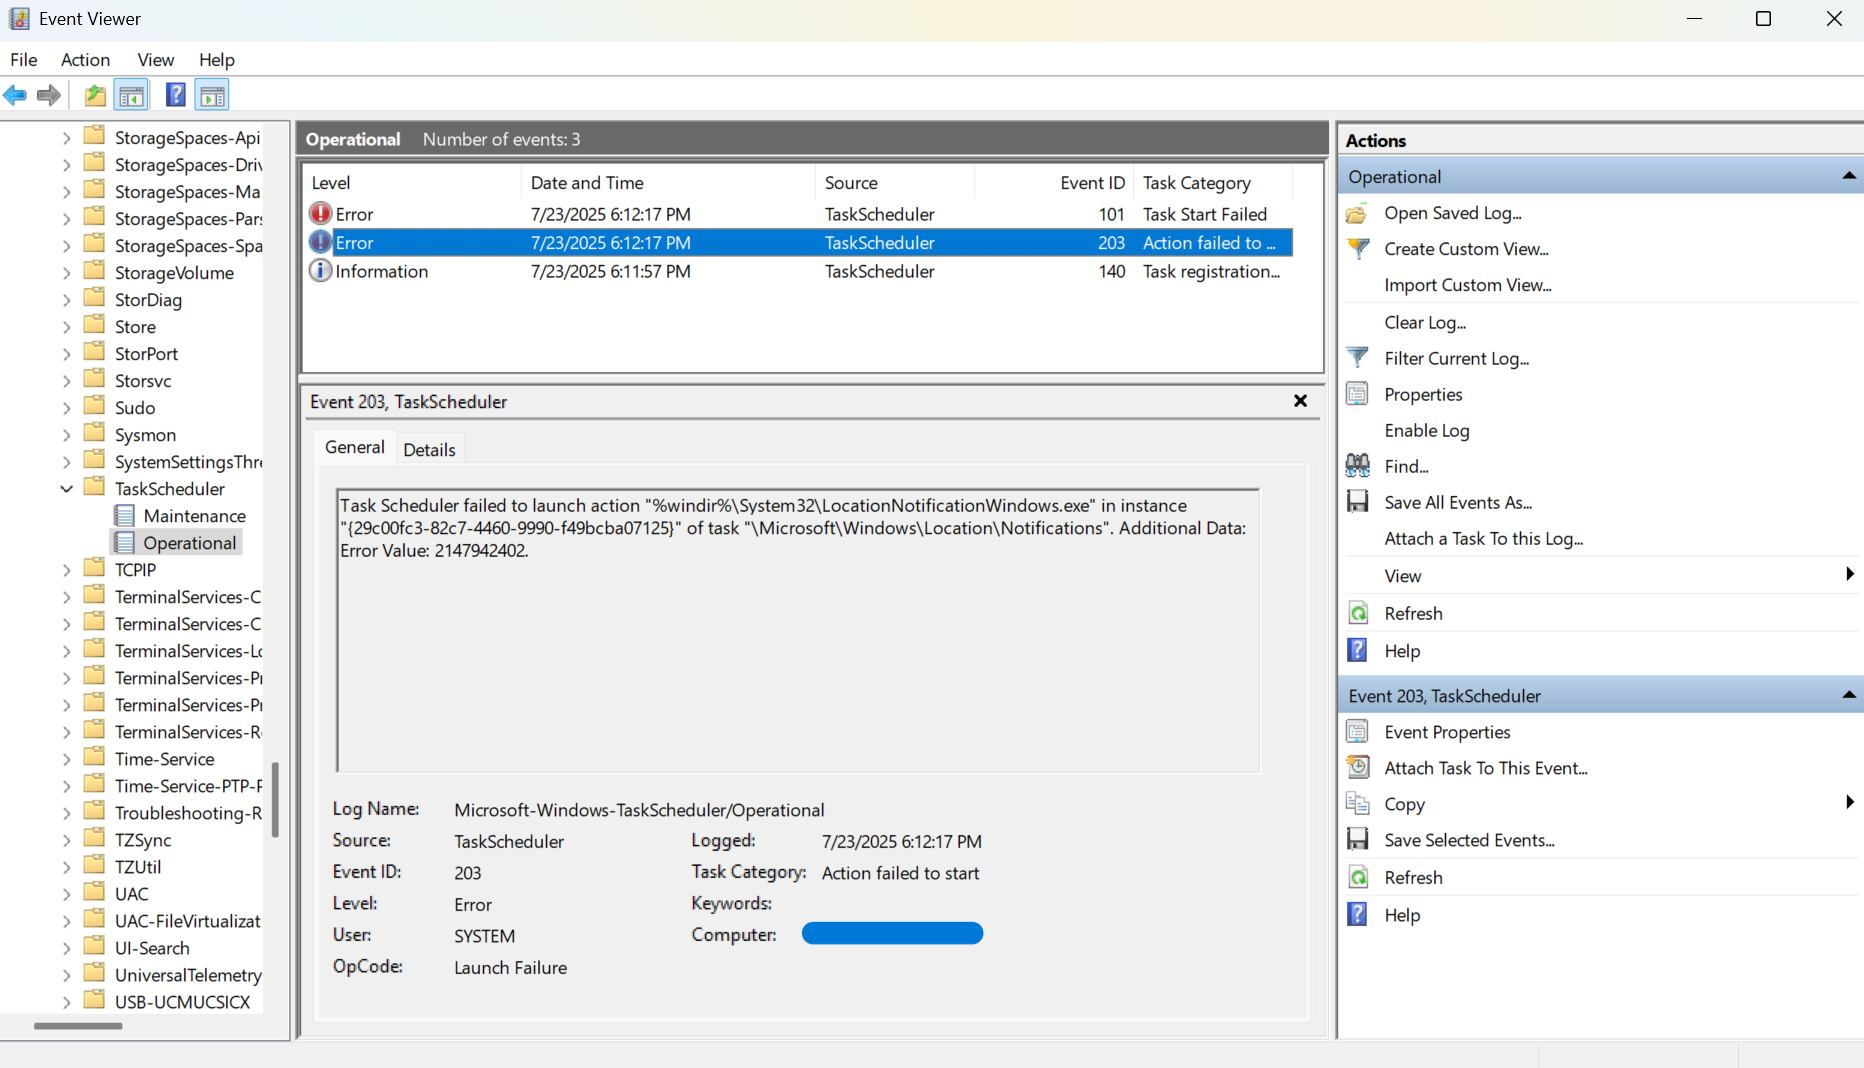 Event Viewer
File Action View Help
StorageSpaces-Api
StorageSpaces-Driv
StorageSpaces-Ma
StorageSpaces-Pars
StorageSpaces-Spa
StorageVolume
StorDiag
Store
StorPort
Storsvc
Sudo
Sysmon
SystemSettingsThre
TaskScheduler
Maintenance
Operational
TCPIP
TerminalServices-C
TerminalServices-C
TerminalServices-Lo
TerminalServices-Pr
TerminalServices-Pr
TerminalServices-R
Time-Service
Time-Service-PTP-P
Troubleshooting-R
TZSync
TZUtil
UAC
UAC-FileVirtualizat
UI-Search
UniversalTelemetry
USB-UCMUCSICX
Operational Number of events: 3
Level Date and Time Source Event ID Task Category
Error 7/23/2025 6:12:17 PM TaskScheduler 101 Task Start Failed
Error 7/23/2025 6:12:17 PM TaskScheduler 203 Action failed to ...
Information 7/23/2025 6:11:57 PM TaskScheduler 140 Task registration...
Event 203, TaskScheduler
General Details
Task Scheduler failed to launch action "%windir%\System32\LocationNotificationWindows.exe" in instance
"{29c00fc3-82c7-4460-9990-f49bcba07125}" of task "\Microsoft\Windows\Location\Notifications". Additional Data:
Error Value: 2147942402.
Log Name: Microsoft-Windows-TaskScheduler/Operational
Source: TaskScheduler Logged: 7/23/2025 6:12:17 PM
Event ID: 203 Task Category: Action failed to start
Level: Error Keywords:
User: SYSTEM Computer:
OpCode: Launch Failure
Actions
Operational
Open Saved Log...
Create Custom View...
Import Custom View...
Clear Log...
Filter Current Log...
Properties
Enable Log
Find...
Save All Events As...
Attach a Task To this Log...
View
Refresh
Help
Event 203, TaskScheduler
Event Properties
Attach Task To This Event...
Copy
Save Selected Events...
Refresh
Help